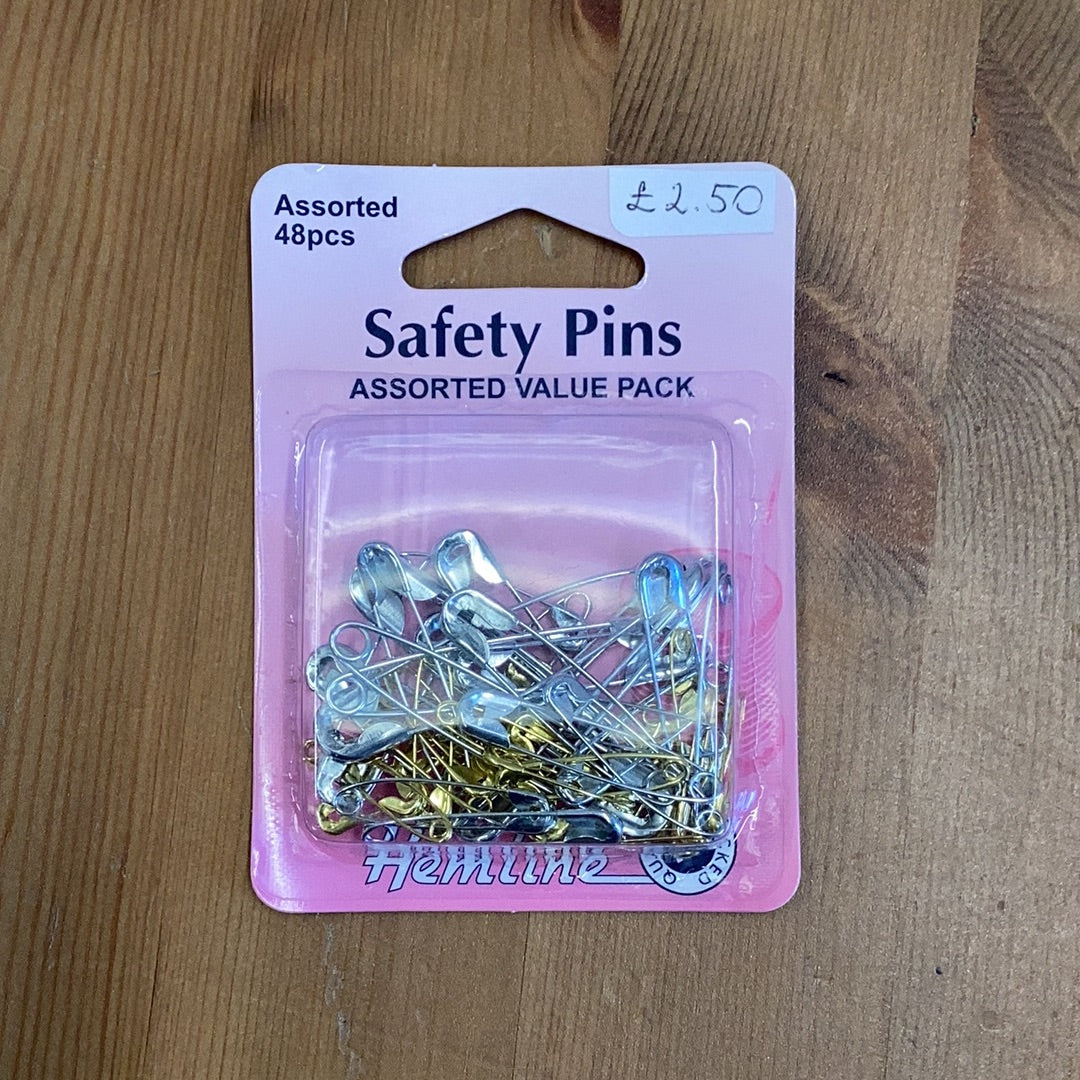 Assorted
48pcs
£2.50
Safety Pins
ASSORTED VALUE PACK
Hemline